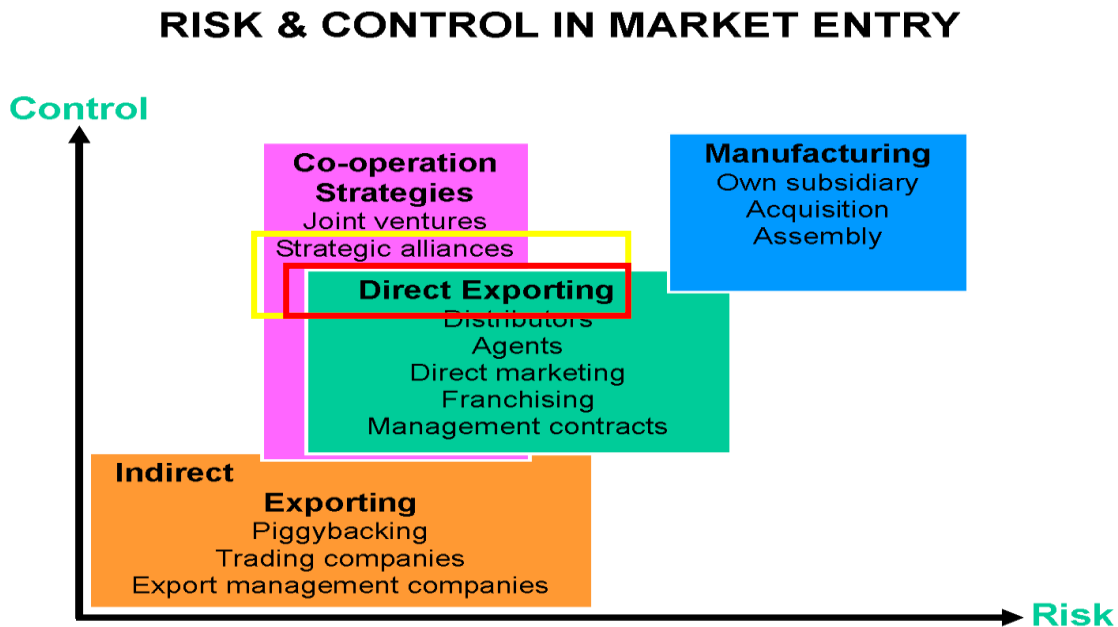 RISK & CONTROL IN MARKET ENTRY
Control
Co-operation
Strategies
Joint ventures
Strategic alliances
Manufacturing
Own subsidiary
Acquisition
Assembly
Direct Exporting
Distributors
Agents
Direct marketing
Franchising
Management contracts
Indirect
Exporting
Piggybacking
Trading companies
Export management companies
Risk